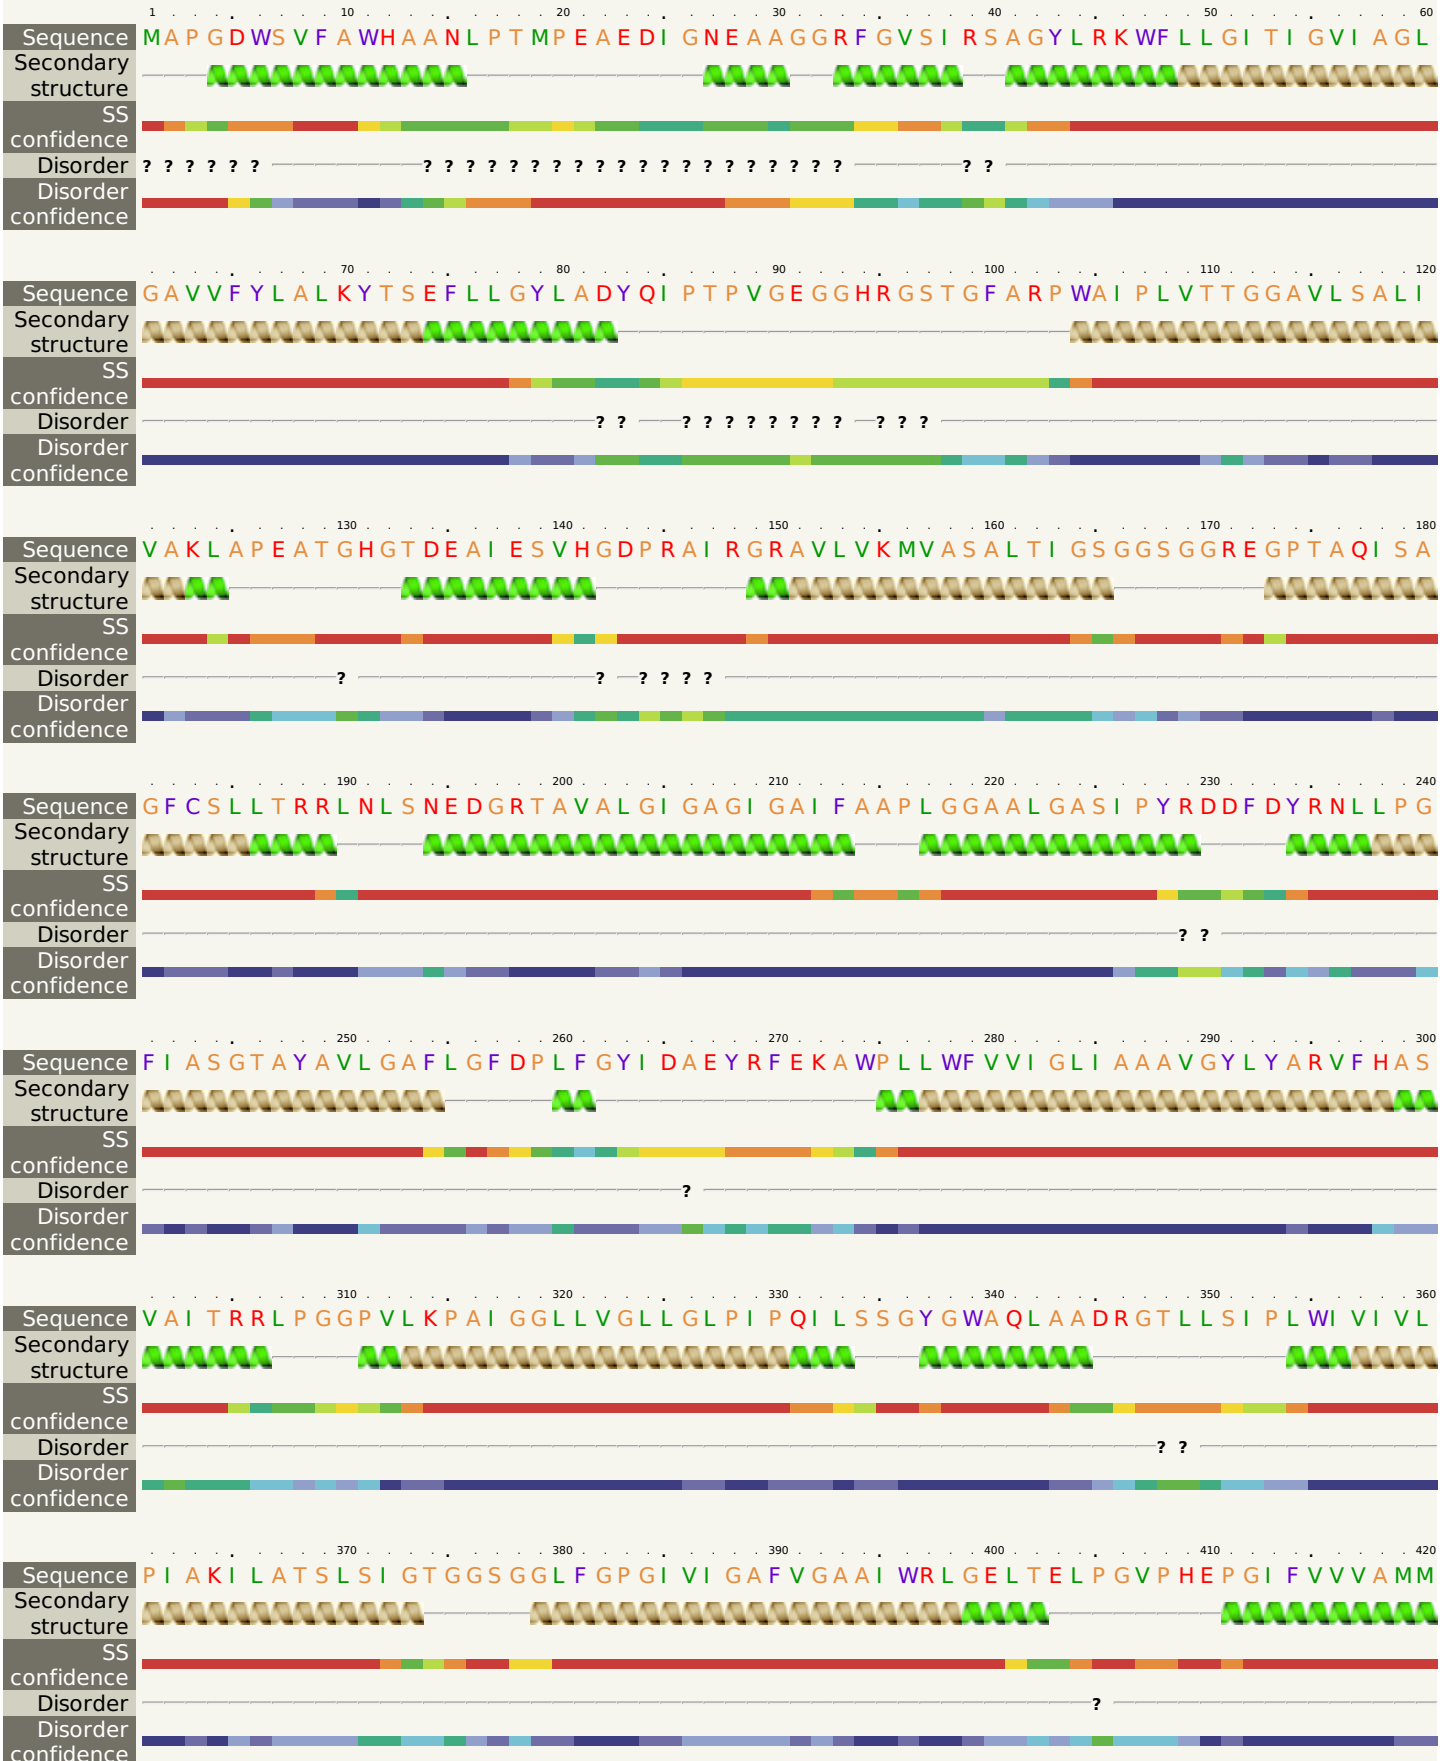 1 10 20 30 40 50 60
Sequence MAPGDWSVFAWHAANLPTMPEAEDIGNEAAGGRFGVSIRSAGYLRKWFLLGITIGVIAGL
Secondary
structure
SS
confidence
Disorder ? ? ? ? ? ? ? ? ? ? ? ? ? ? ? ? ? ? ? ? ? ? ? ? ? ? ? ?
Disorder
confidence
70 80 90 100 110 120
Sequence GAVVFYLALKYTSEFLLGYLADYQIPTPVGEGGHRGSTGFARPWAIPLVTTGGAVLSALI
Secondary
structure
SS
confidence
Disorder ? ? ? ? ? ? ? ? ? ? ? ? ?
Disorder
confidence
130 140 150 160 170 180
Sequence VAKLAPEATGHGTDEAIESVHGDPRAIRGRAVLVKMVASALTIGSGGSGGREGPTAQISA
Secondary
structure
SS
confidence
Disorder ? ? ? ? ? ?
Disorder
confidence
190 200 210 220 230 240
Sequence GFCSLLTRRLNLSNEDGRTAVALGIGAGIGAIFAAPLGGAALGASIPYRDDFDYRNLLPG
Secondary
structure
SS
confidence
Disorder ? ?
Disorder
confidence
250 260 270 280 290 300
Sequence FIASGTAYAVLGAFLGFDPLFGYIDAEYRFEKAWPLLWFVVIGLIAAAVGYLYARVFHAS
Secondary
structure
SS
confidence
Disorder ?
Disorder
confidence
310 320 330 340 350 360
Sequence VAITRRLPGGPVLKPAIGGLLVGLLGLPIPQILSSGYGWAQLAADRGTLLSIPLWIVIVL
Secondary
structure
SS
confidence
Disorder ? ?
Disorder
confidence
370 380 390 400 410 420
Sequence PIAKILATSLSIGTGGSGGLFGPGIVIGAFVGAAIWRLGELTELPGVPHEPGIFVVVAMM
Secondary
structure
SS
confidence
Disorder ?
Disorder
confidence